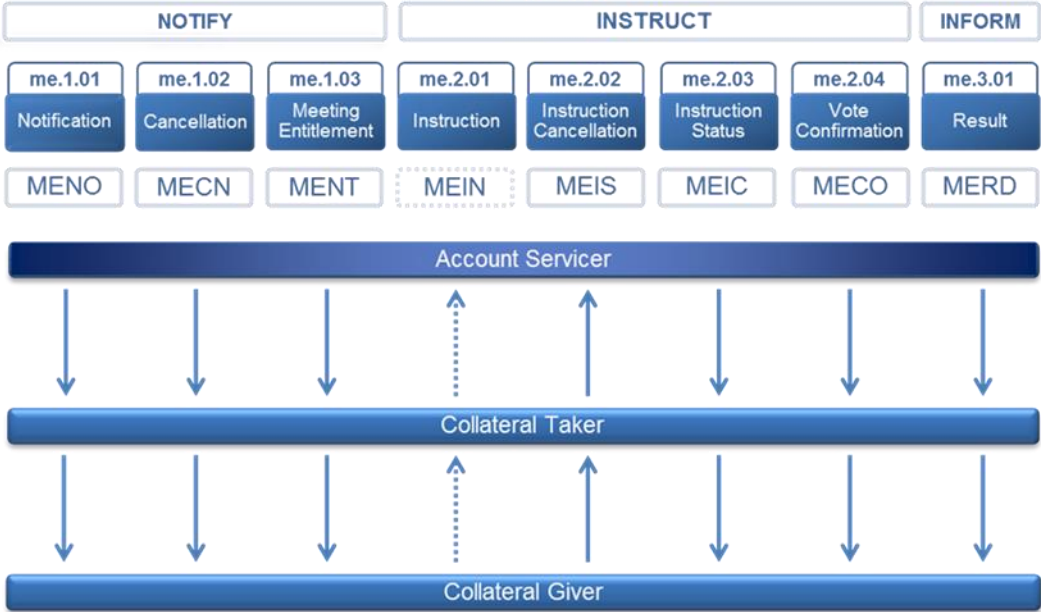 NOTIFY INSTRUCT INFORM
me.1.01 me.1.02 me.1.03 me.2.01 me.2.02 me.2.03 me.2.04 me.3.01
Notification Cancellation Meeting Entitlement Instruction Instruction Cancellation Instruction Status Vote Confirmation Result
MENO MECN MENT MEIN MEIS MEIC MECO MERD
Account Servicer
Collateral Taker
Collateral Giver